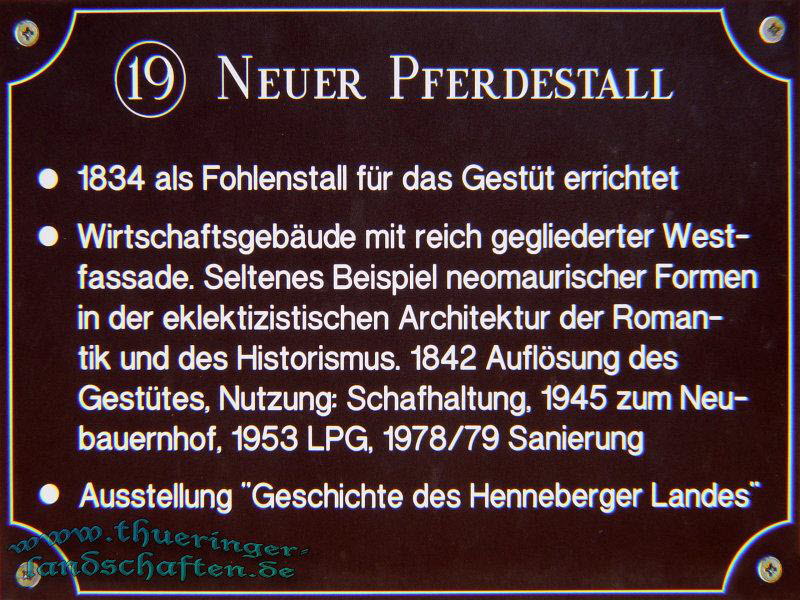 19 NEUER PFERDESTALL
● 1834 als Fohlenstall für das Gestüt errichtet
● Wirtschaftsgebäude mit reich gegliederter West-
fassade. Seltenes Beispiel neomaurischer Formen
in der eklektizistischen Architektur der Roman-
tik und des Historismus. 1842 Auflösung des
Gestütes, Nutzung: Schafhaltung, 1945 zum Neu-
bauernhof, 1953 LPG, 1978/79 Sanierung
● Ausstellung "Geschichte des Henneberger Landes"
www.thueringer-
landschaften.de